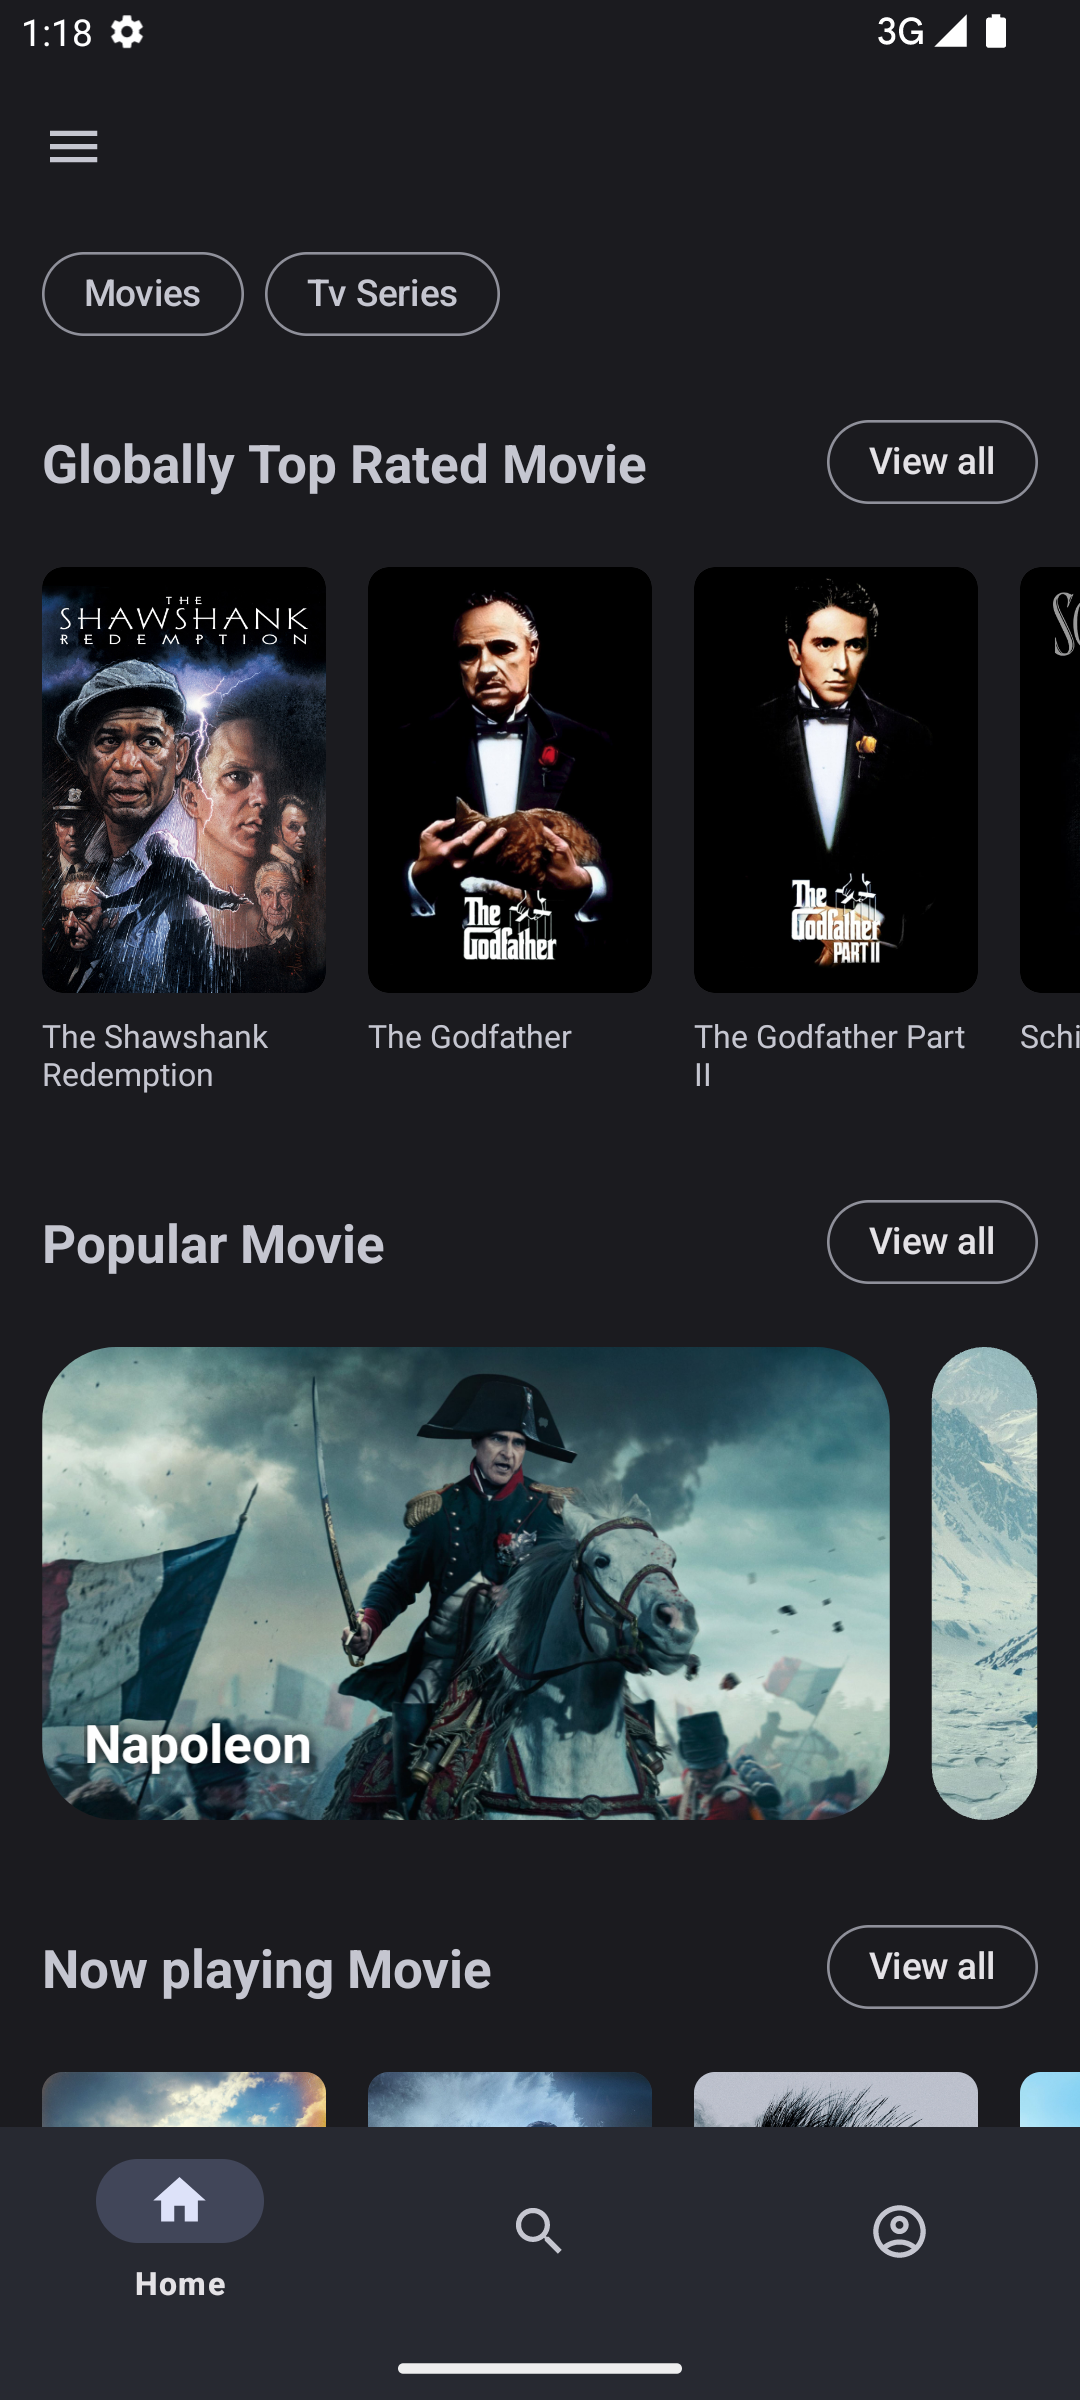 1:18 3G
Movies Tv Series
Globally Top Rated Movie View all
THE
SHAWSHANK
REDEMPTION
The
Godfather
The
Godfather
PART II
The Shawshank
Redemption
The Godfather
The Godfather Part
II
Schi
Popular Movie View all
Napoleon
Now playing Movie View all
Home